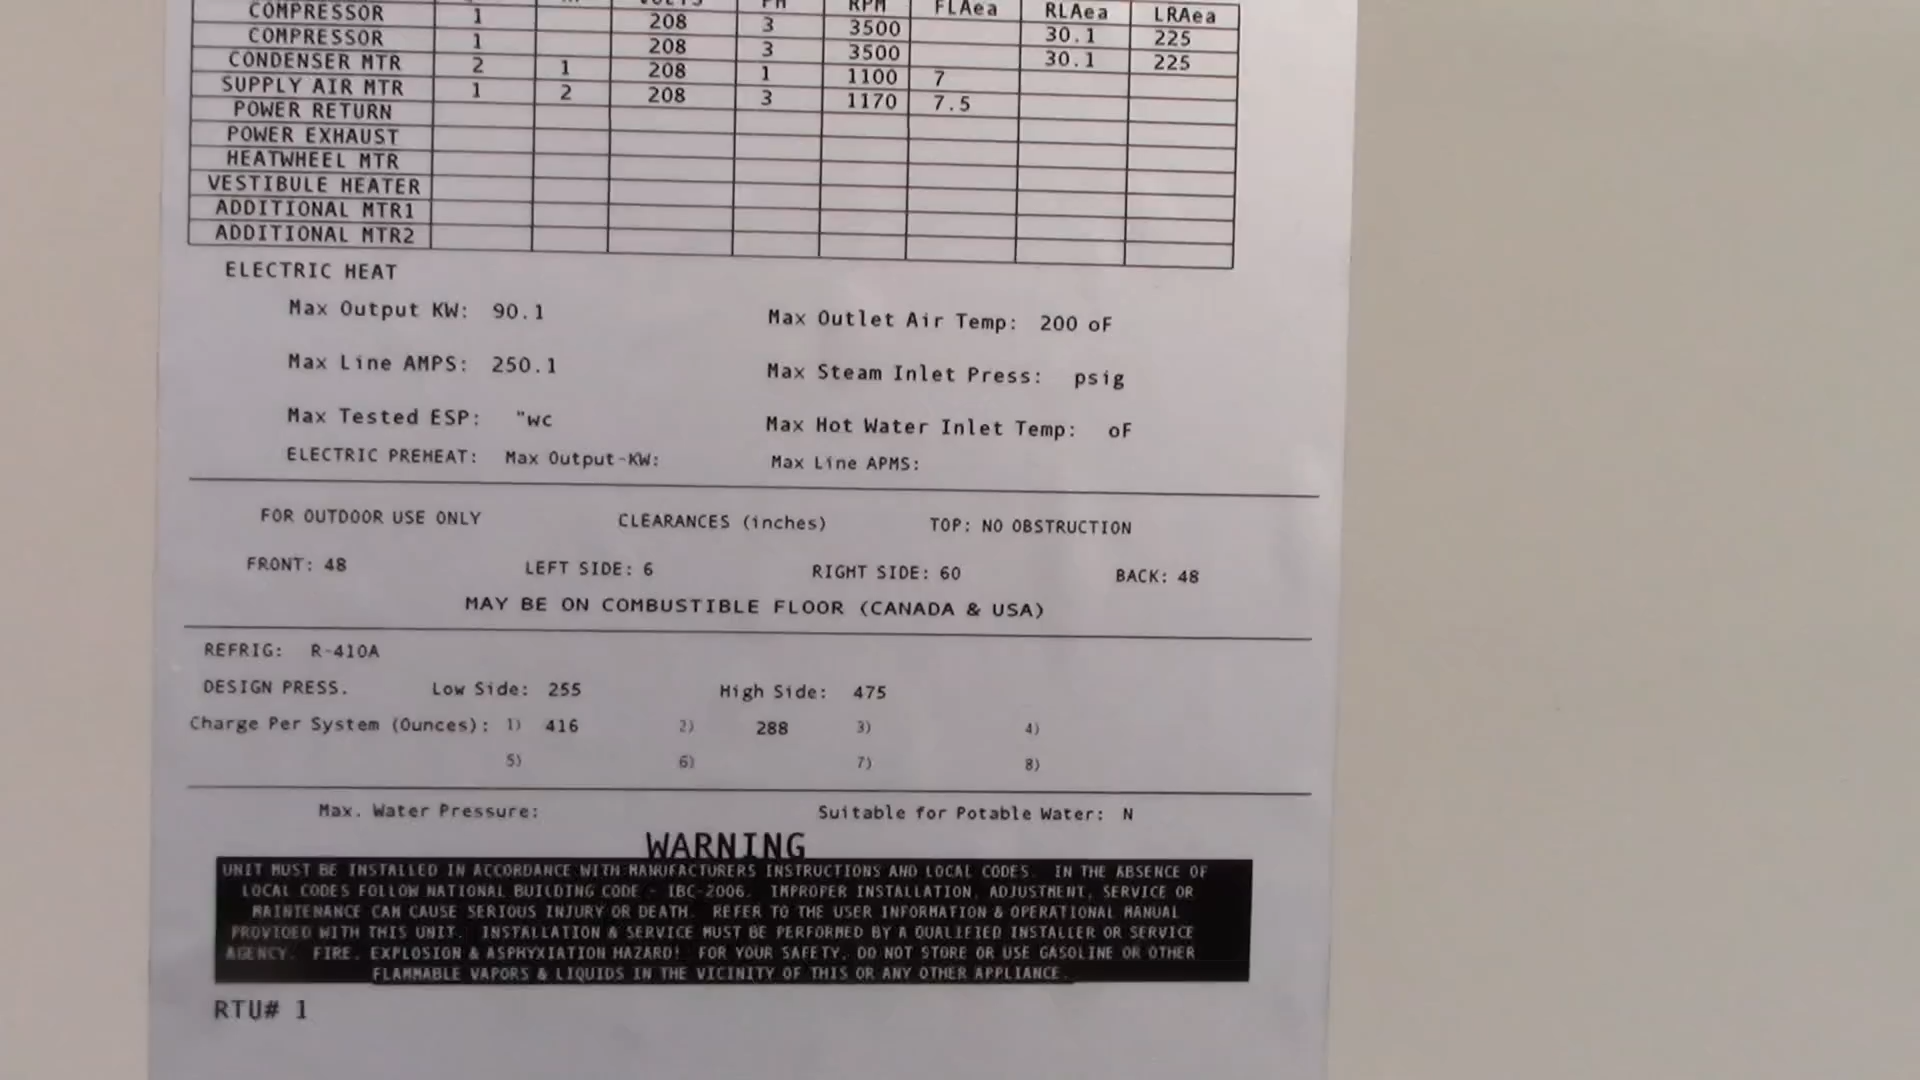 VOLTS PH RPM FLAea RLAea LRAea
COMPRESSOR 1 208 3 3500 30.1 225
COMPRESSOR 1 208 3 3500 30.1 225
CONDENSER MTR 2 1 208 1 1100 7
SUPPLY AIR MTR 1 2 208 3 1170 7.5
POWER RETURN
POWER EXHAUST
HEATWHEEL MTR
VESTIBULE HEATER
ADDITIONAL MTR1
ADDITIONAL MTR2
ELECTRIC HEAT
Max Output KW: 90.1 Max Outlet Air Temp: 200 oF
Max Line AMPS: 250.1 Max Steam Inlet Press: psig
Max Tested ESP: "wc Max Hot Water Inlet Temp: oF
ELECTRIC PREHEAT: Max Output-KW: Max Line APMS:
FOR OUTDOOR USE ONLY CLEARANCES (inches) TOP: NO OBSTRUCTION
FRONT: 48 LEFT SIDE: 6 RIGHT SIDE: 60 BACK: 48
MAY BE ON COMBUSTIBLE FLOOR (CANADA & USA)
REFRIG: R-410A
DESIGN PRESS. Low Side: 255 High Side: 475
Charge Per System (Ounces): 1) 416 2) 288 3) 4)
5) 6) 7) 8)
Max. Water Pressure: Suitable for Potable Water: N
WARNING
UNIT MUST BE INSTALLED IN ACCORDANCE WITH MANUFACTURERS INSTRUCTIONS AND LOCAL CODES. IN THE ABSENCE OF
LOCAL CODES FOLLOW NATIONAL BUILDING CODE - IBC-2006. IMPROPER INSTALLATION, ADJUSTMENT, SERVICE OR
MAINTENANCE CAN CAUSE SERIOUS INJURY OR DEATH. REFER TO THE USER INFORMATION & OPERATIONAL MANUAL
PROVIDED WITH THIS UNIT. INSTALLATION & SERVICE MUST BE PERFORMED BY A QUALIFIED INSTALLER OR SERVICE
AGENCY. FIRE, EXPLOSION & ASPHYXIATION HAZARD! FOR YOUR SAFETY, DO NOT STORE OR USE GASOLINE OR OTHER
FLAMMABLE VAPORS & LIQUIDS IN THE VICINITY OF THIS OR ANY OTHER APPLIANCE.
RTU# 1